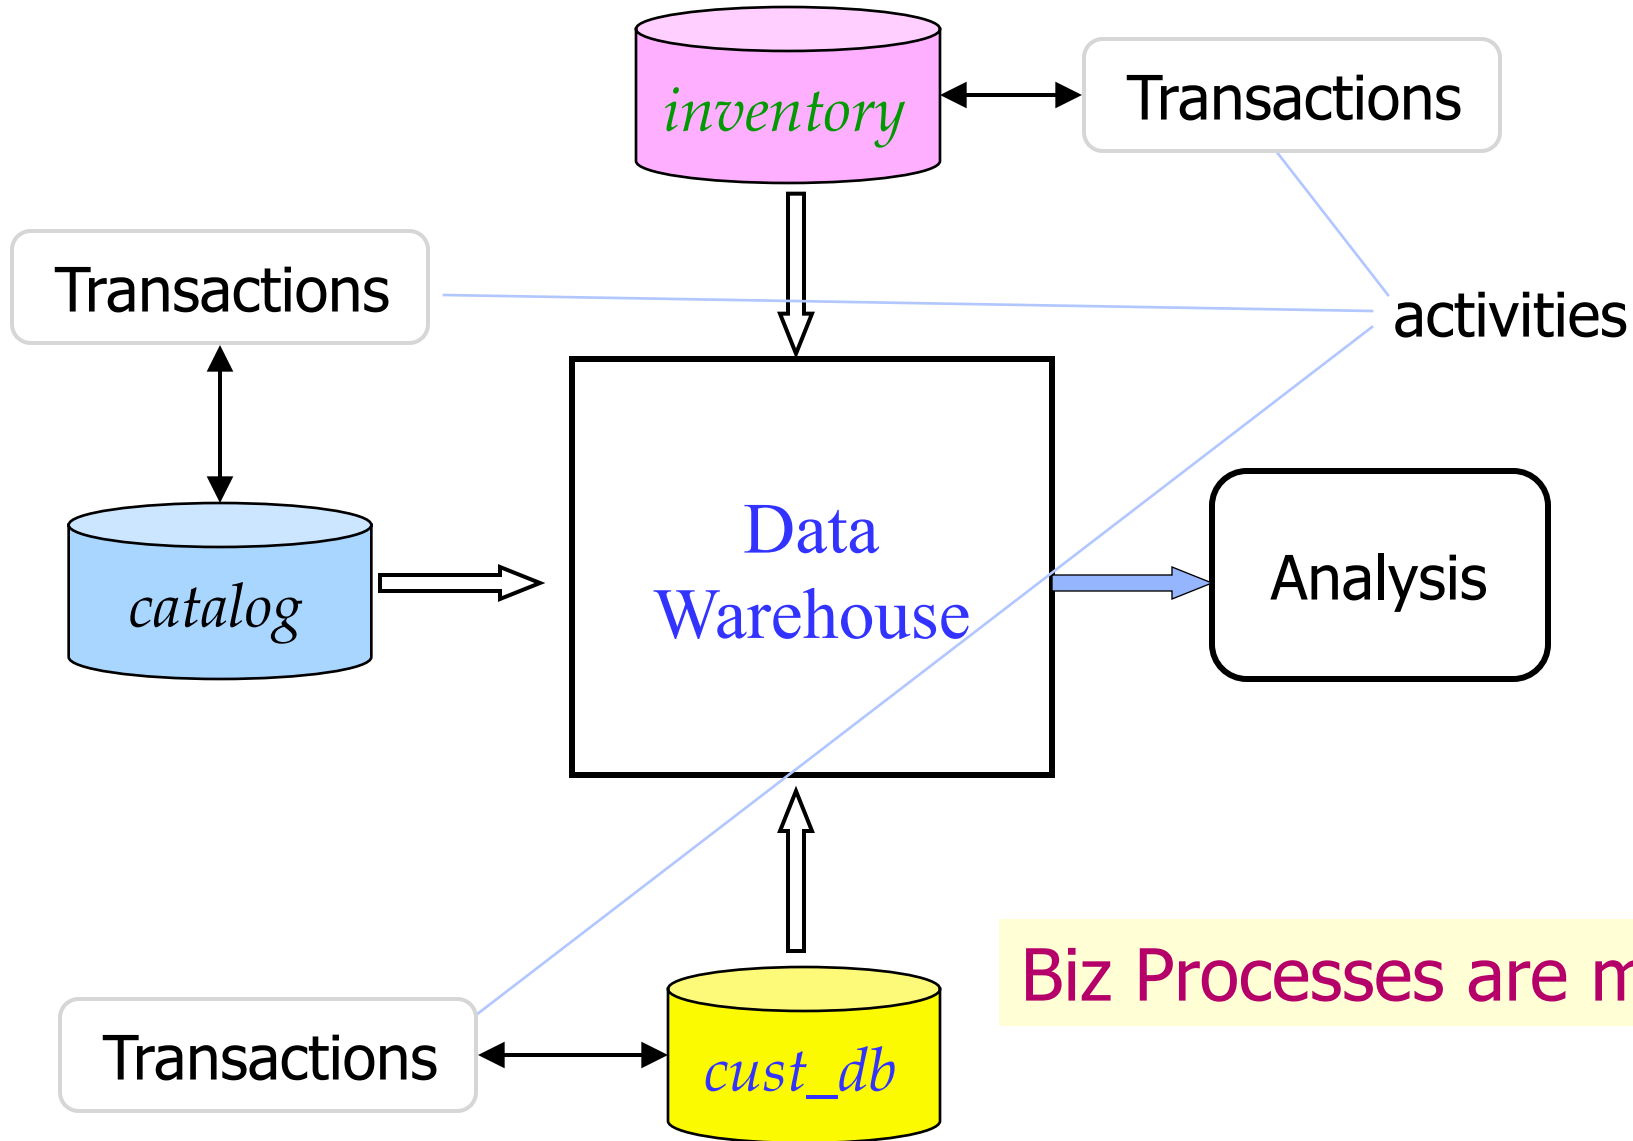 inventory
Transactions
Transactions
activities
Data
Warehouse
Analysis
catalog
Biz Processes are
Transactions
cust_db